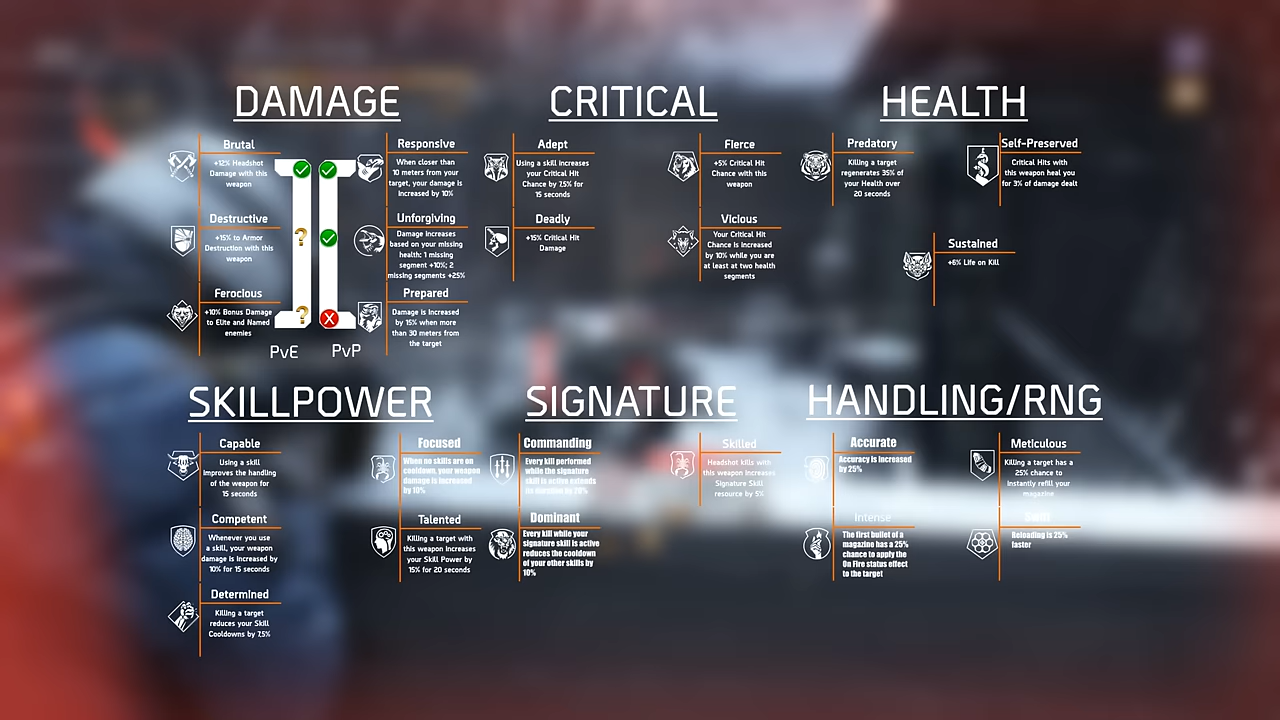 DAMAGE
Brutal
+12% Headshot
Damage with this
weapon
Destructive
+15% to Armor
Destruction with this
weapon
Ferocious
+10% Bonus Damage
to Elite and Named
enemies
?
?
X
PvE
PvP
Responsive
When closer than
10 meters from your
target, your damage is
increased by 10%
Unforgiving
Damage increases
based on your missing
health: 1 missing
segment +10%; 2
missing segments +25%
Prepared
Damage is increased
by 15% when more
than 30 meters from
the target
CRITICAL
Adept
Using a skill increases
your Critical Hit
Chance by 7.5% for
15 seconds
Deadly
+15% Critical Hit
Damage
Fierce
+5% Critical Hit
Chance with this
weapon
Vicious
Your Critical Hit
Chance is increased
by 10% while you are
at least at two health
segments
HEALTH
Predatory
Killing a target
regenerates 35% of
your Health over
20 seconds
Self-Preserved
Critical Hits with
this weapon heal you
for 3% of damage dealt
Sustained
+6% Life on Kill
SKILLPOWER
Capable
Using a skill
improves the handling
of the weapon for
15 seconds
Competent
Whenever you use
a skill, your weapon
damage is increased by
10% for 15 seconds
Determined
Killing a target
reduces your Skill
Cooldowns by 7.5%
Focused
When no skills are on
cooldown, your weapon
damage is increased
by 10%
Talented
Killing a target with
this weapon increases
your Skill Power by
15% for 20 seconds
SIGNATURE
Commanding
Every kill performed
while the signature
skill is active extends
its duration by 20%
Dominant
Every kill while your
signature skill is active
reduces the cooldown
of your other skills by
10%
Skilled
Headshot kills with
this weapon increases
Signature Skill
resource by 5%
HANDLING/RNG
Accurate
Accuracy is increased
by 25%
Intense
The first bullet of a
magazine has a 25%
chance to apply the
On Fire status effect
to the target
Meticulous
Killing a target has a
25% chance to
instantly refill your
magazine
Swift
Reloading is 25%
faster